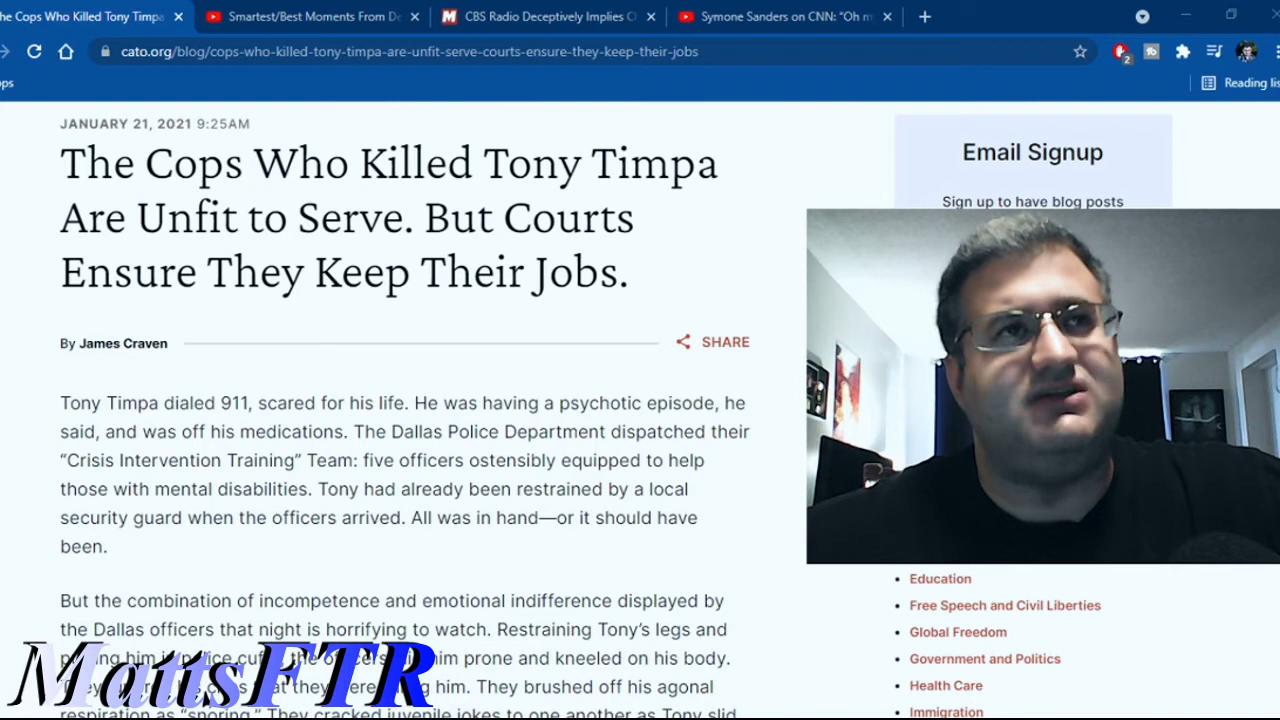 he Cops Who Killed Tony Timpa
Smartest/Best Moments From De
CBS Radio Deceptively Implies Cl
Symone Sanders on CNN: "Oh m
cato.org/blog/cops-who-killed-tony-timpa-are-unfit-serve-courts-ensure-they-keep-their-jobs
2
tb
ops
Reading lis
JANUARY 21, 2021 9:25AM
The Cops Who Killed Tony Timpa
Are Unfit to Serve. But Courts
Ensure They Keep Their Jobs.
By James Craven
SHARE
Tony Timpa dialed 911, scared for his life. He was having a psychotic episode, he
said, and was off his medications. The Dallas Police Department dispatched their
“Crisis Intervention Training” Team: five officers ostensibly equipped to help
those with mental disabilities. Tony had already been restrained by a local
security guard when the officers arrived. All was in hand—or it should have
been.
But the combination of incompetence and emotional indifference displayed by
the Dallas officers that night is horrifying to watch. Restraining Tony’s legs and
him prone and kneeled on his body.
him. They brushed off his agonal
respiration as “snoring.” They cracked juvenile jokes to one another as Tony slid
MattsFTR
Email Signup
Sign up to have blog posts
Education
Free Speech and Civil Liberties
Global Freedom
Government and Politics
Health Care
Immigration